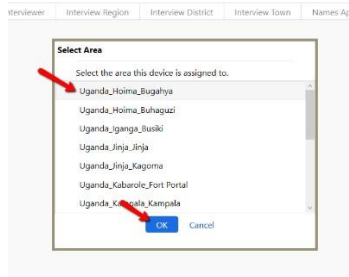 nterviewer Interview Region Interview District Interview Town Names Ap
Select Area
Select the area this device is assigned to.
Uganda_Hoima_Bugahya
Uganda_Hoima_Buhaguzi
Uganda_Iganga_Busiki
Uganda_Jinja_Jinja
Uganda_Jinja_Kagoma
Uganda_Kabarole_Fort Portal
Uganda_Kampala_Kampala
OK Cancel